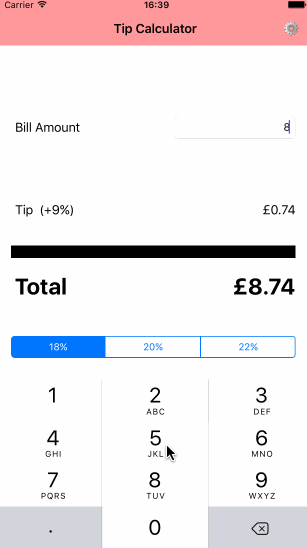 Carrier 16:39
Tip Calculator
Bill Amount 8
Tip (+9%) £0.74
Total £8.74
18% 20% 22%
1 2 3
ABC DEF
4 5 6
GHI JKL MNO
7 8 9
PQRS TUV WXYZ
. 0